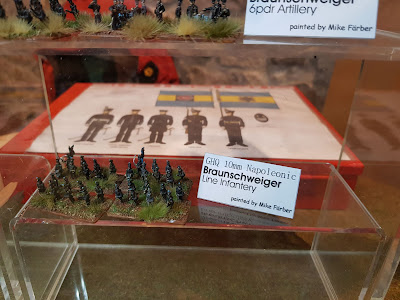 Braunschweiger
6pdr Artillery
painted by Mike Färber
GHQ 10mm Napoleonic
Braunschweiger
Line Infantery
painted by Mike Färber